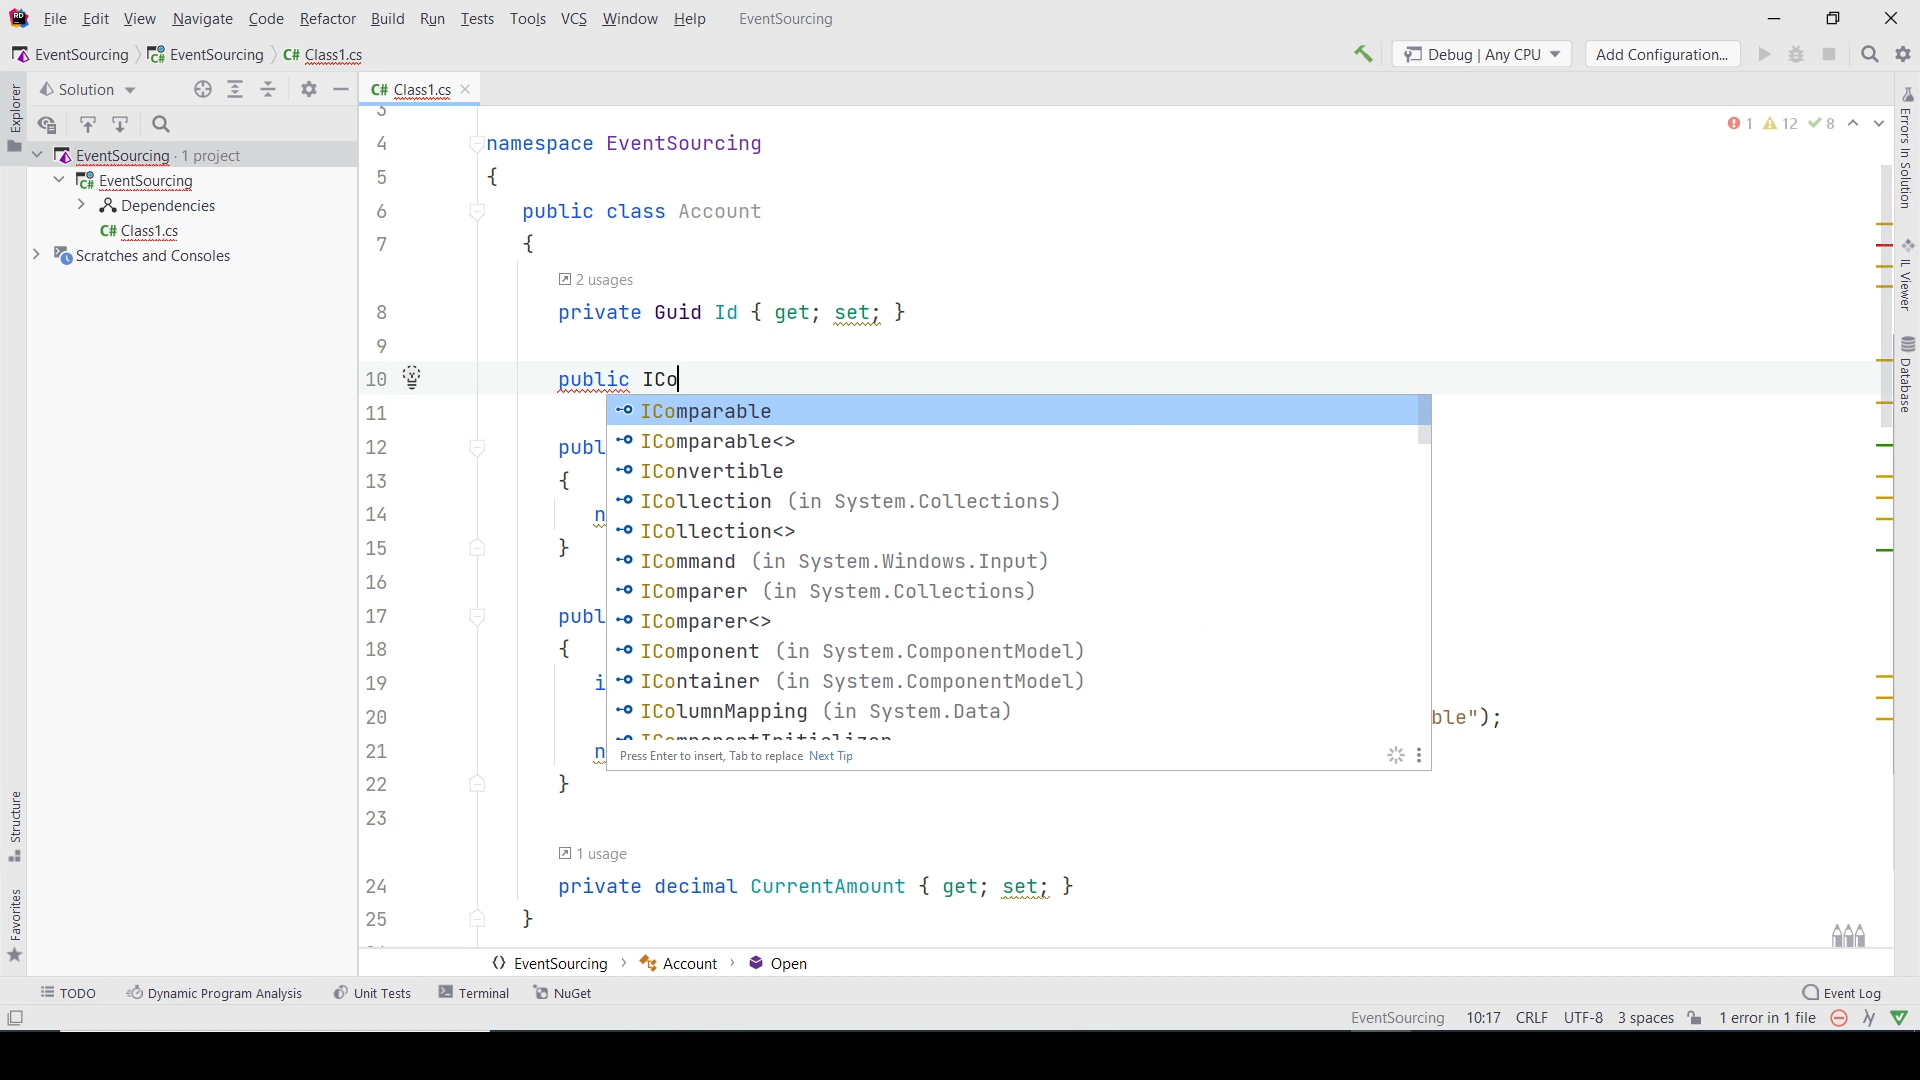 File Edit View Navigate Code Refactor Build Run Tests Tools VCS Window Help EventSourcing
EventSourcing EventSourcing C# Class1.cs Debug | Any CPU Add Configuration...
Solution
C# Class1.cs
Explorer
EventSourcing · 1 project
EventSourcing
Dependencies
C# Class1.cs
Scratches and Consoles
Structure
Favorites
1 12 8
3
4 namespace EventSourcing
5 {
6 public class Account
7 {
2 usages
8 private Guid Id { get; set; }
9
10 public ICo
11
12 publ
13 {
14 n
15 }
16
17 publ
18 {
19 i
20 ble");
21 n
22 }
23
1 usage
24 private decimal CurrentAmount { get; set; }
25 }
IComparable
IComparable<>
IConvertible
ICollection (in System.Collections)
ICollection<>
ICommand (in System.Windows.Input)
IComparer (in System.Collections)
IComparer<>
IComponent (in System.ComponentModel)
IContainer (in System.ComponentModel)
IColumnMapping (in System.Data)
IComponentInitializer
Press Enter to insert, Tab to replace Next Tip
Errors In Solution
IL Viewer
Database
EventSourcing Account Open
TODO Dynamic Program Analysis Unit Tests Terminal NuGet Event Log
EventSourcing 10:17 CRLF UTF-8 3 spaces 1 error in 1 file